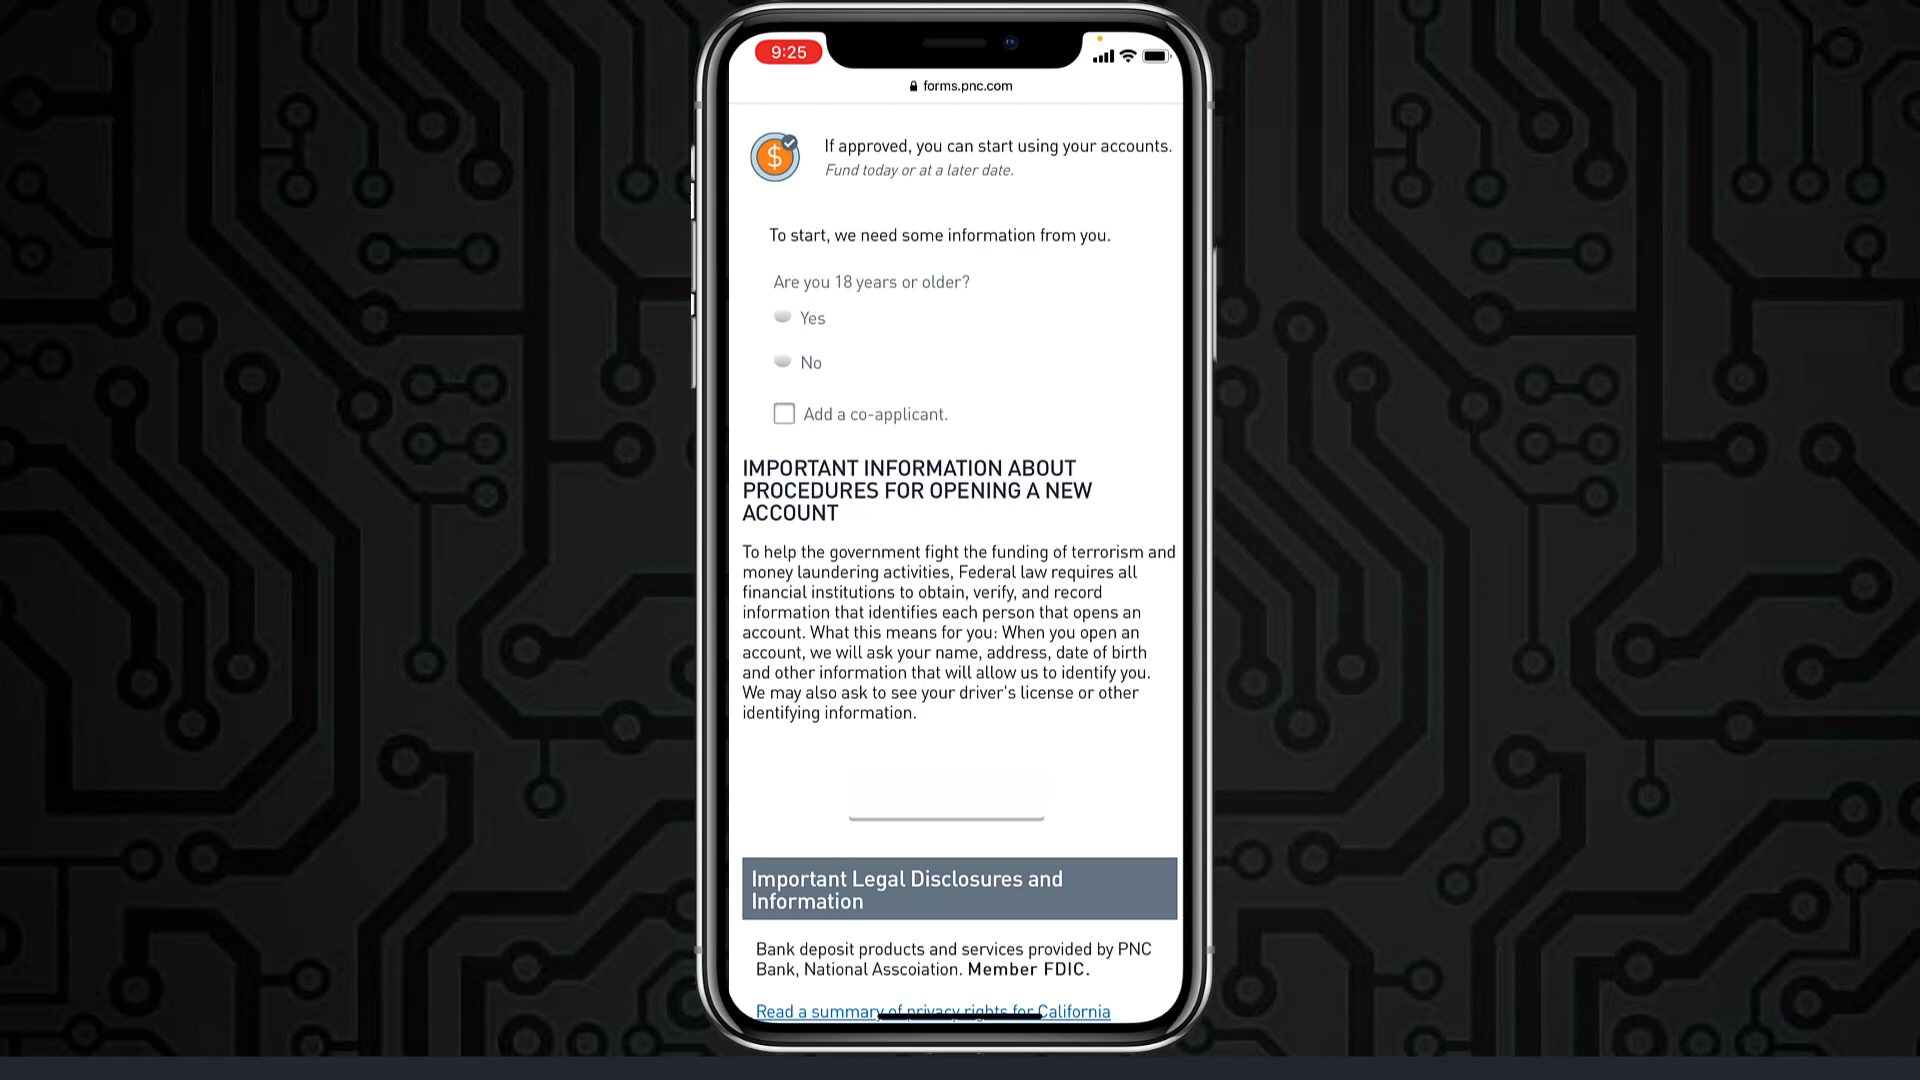 9:25
forms.pnc.com
$
If approved, you can start using your accounts.
Fund today or at a later date.
To start, we need some information from you.
Are you 18 years or older?
Yes
No
Add a co-applicant.
IMPORTANT INFORMATION ABOUT
PROCEDURES FOR OPENING A NEW
ACCOUNT
To help the government fight the funding of terrorism and
money laundering activities, Federal law requires all
financial institutions to obtain, verify, and record
information that identifies each person that opens an
account. What this means for you: When you open an
account, we will ask your name, address, date of birth
and other information that will allow us to identify you.
We may also ask to see your driver's license or other
identifying information.
Important Legal Disclosures and
Information
Bank deposit products and services provided by PNC
Bank, National Asscoiation. Member FDIC.
Read a summary of privacy rights for California